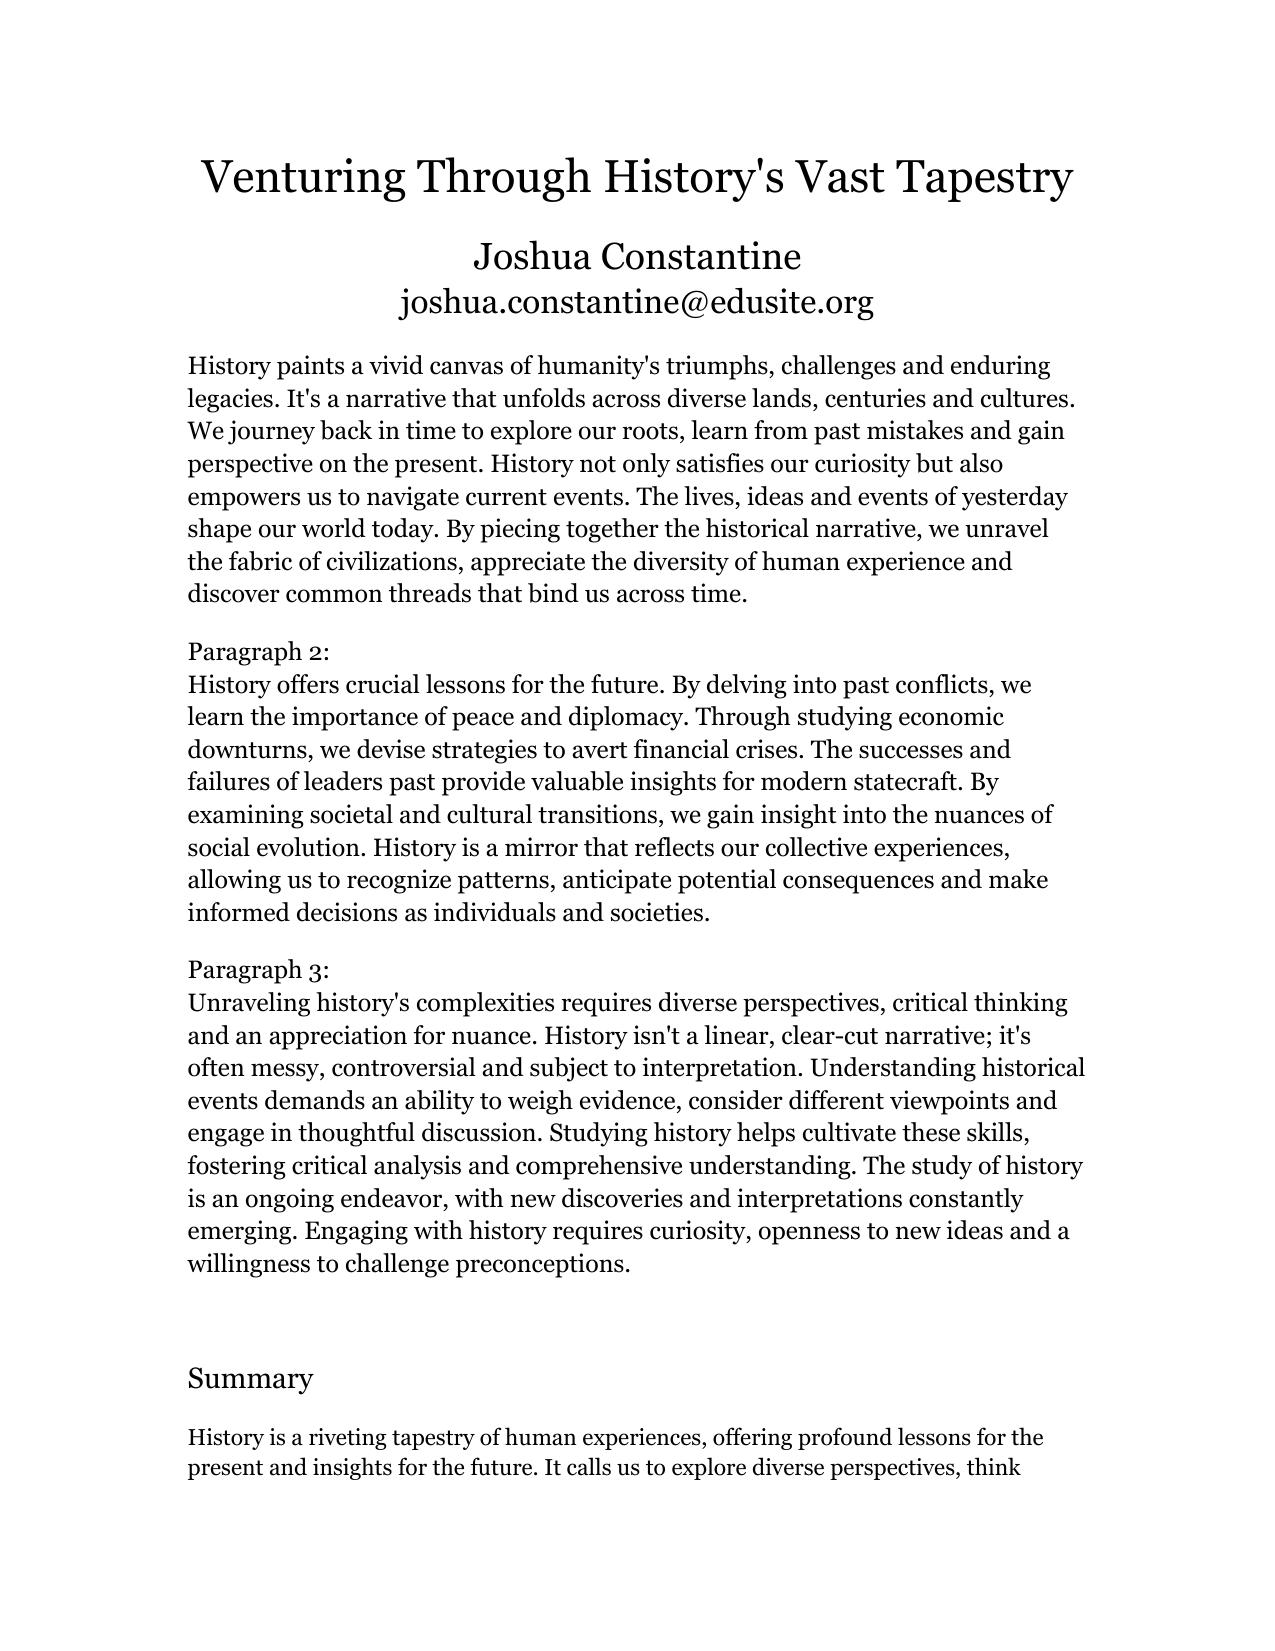 Venturing Through History's Vast Tapestry
Joshua Constantine
joshua.constantine@edusite.org
History paints a vivid canvas of humanity's triumphs, challenges and enduring
legacies. It's a narrative that unfolds across diverse lands, centuries and cultures.
We journey back in time to explore our roots, learn from past mistakes and gain
perspective on the present. History not only satisfies our curiosity but also
empowers us to navigate current events. The lives, ideas and events of yesterday
shape our world today. By piecing together the historical narrative, we unravel
the fabric of civilizations, appreciate the diversity of human experience and
discover common threads that bind us across time.
Paragraph 2:
History offers crucial lessons for the future. By delving into past conflicts, we
learn the importance of peace and diplomacy. Through studying economic
downturns, we devise strategies to avert financial crises. The successes and
failures of leaders past provide valuable insights for modern statecraft. By
examining societal and cultural transitions, we gain insight into the nuances of
social evolution. History is a mirror that reflects our collective experiences,
allowing us to recognize patterns, anticipate potential consequences and make
informed decisions as individuals and societies.
Paragraph 3:
Unraveling history's complexities requires diverse perspectives, critical thinking
and an appreciation for nuance. History isn't a linear, clear-cut narrative; it's
often messy, controversial and subject to interpretation. Understanding historical
events demands an ability to weigh evidence, consider different viewpoints and
engage in thoughtful discussion. Studying history helps cultivate these skills,
fostering critical analysis and comprehensive understanding. The study of history
is an ongoing endeavor, with new discoveries and interpretations constantly
emerging. Engaging with history requires curiosity, openness to new ideas and a
willingness to challenge preconceptions.
Summary
History is a riveting tapestry of human experiences, offering profound lessons for the
present and insights for the future. It calls us to explore diverse perspectives, think